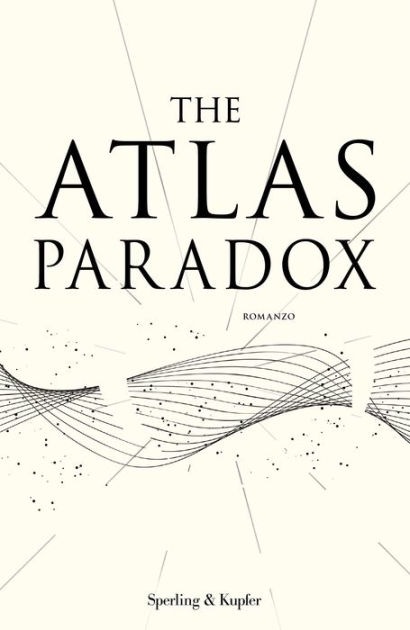 THE
ATLAS
PARADOX
ROMANZO
Sperling & Kupfer